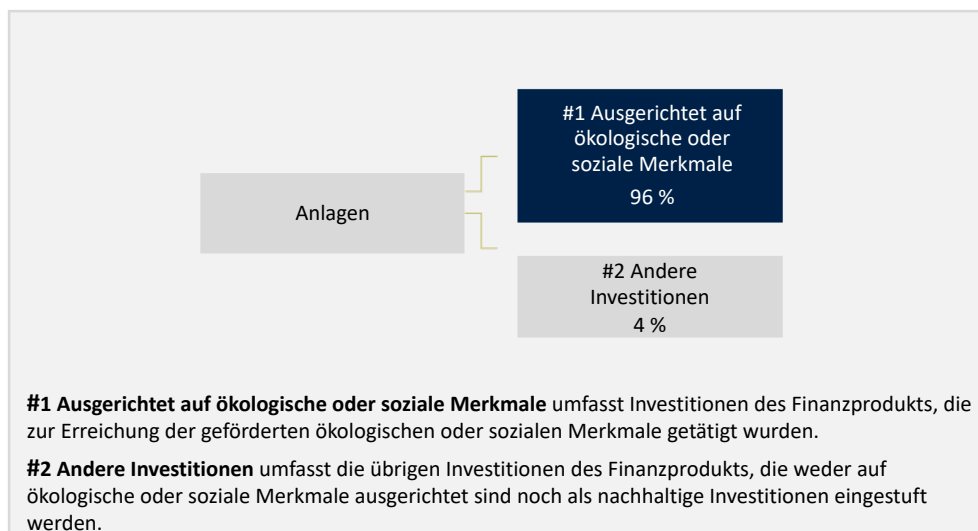 #1 Ausgerichtet auf
ökologische oder
soziale Merkmale
96 %
Anlagen
#2 Andere
Investitionen
4 %
#1 Ausgerichtet auf ökologische oder soziale Merkmale umfasst Investitionen des Finanzprodukts, die
zur Erreichung der geförderten ökologischen oder sozialen Merkmale getätigt wurden.
#2 Andere Investitionen umfasst die übrigen Investitionen des Finanzprodukts, die weder auf
ökologische oder soziale Merkmale ausgerichtet sind noch als nachhaltige Investitionen eingestuft
werden.